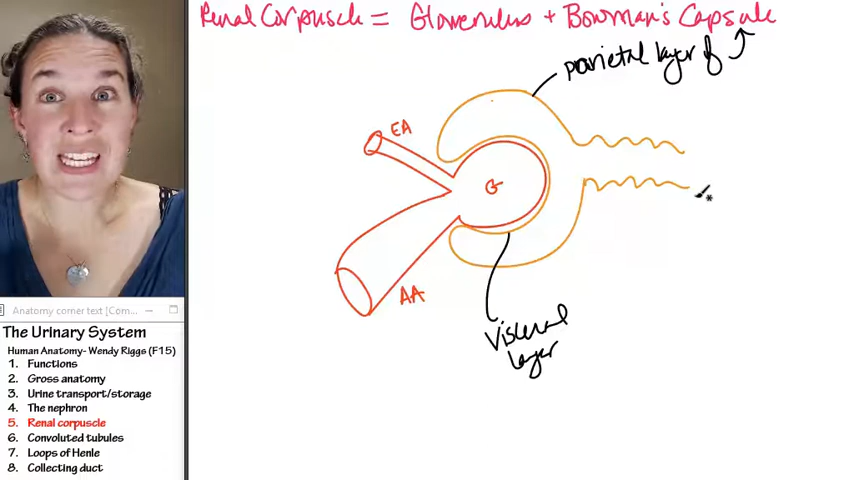 Renal Corpuscle = Glomerulus + Bowman's Capsule
parietal layer of
EA
G
AA
Visceral
layer
Anatomy corner text [Com...
The Urinary System
Human Anatomy- Wendy Riggs (F15)
1. Functions
2. Gross anatomy
3. Urine transport/storage
4. The nephron
5. Renal corpuscle
6. Convoluted tubules
7. Loops of Henle
8. Collecting duct